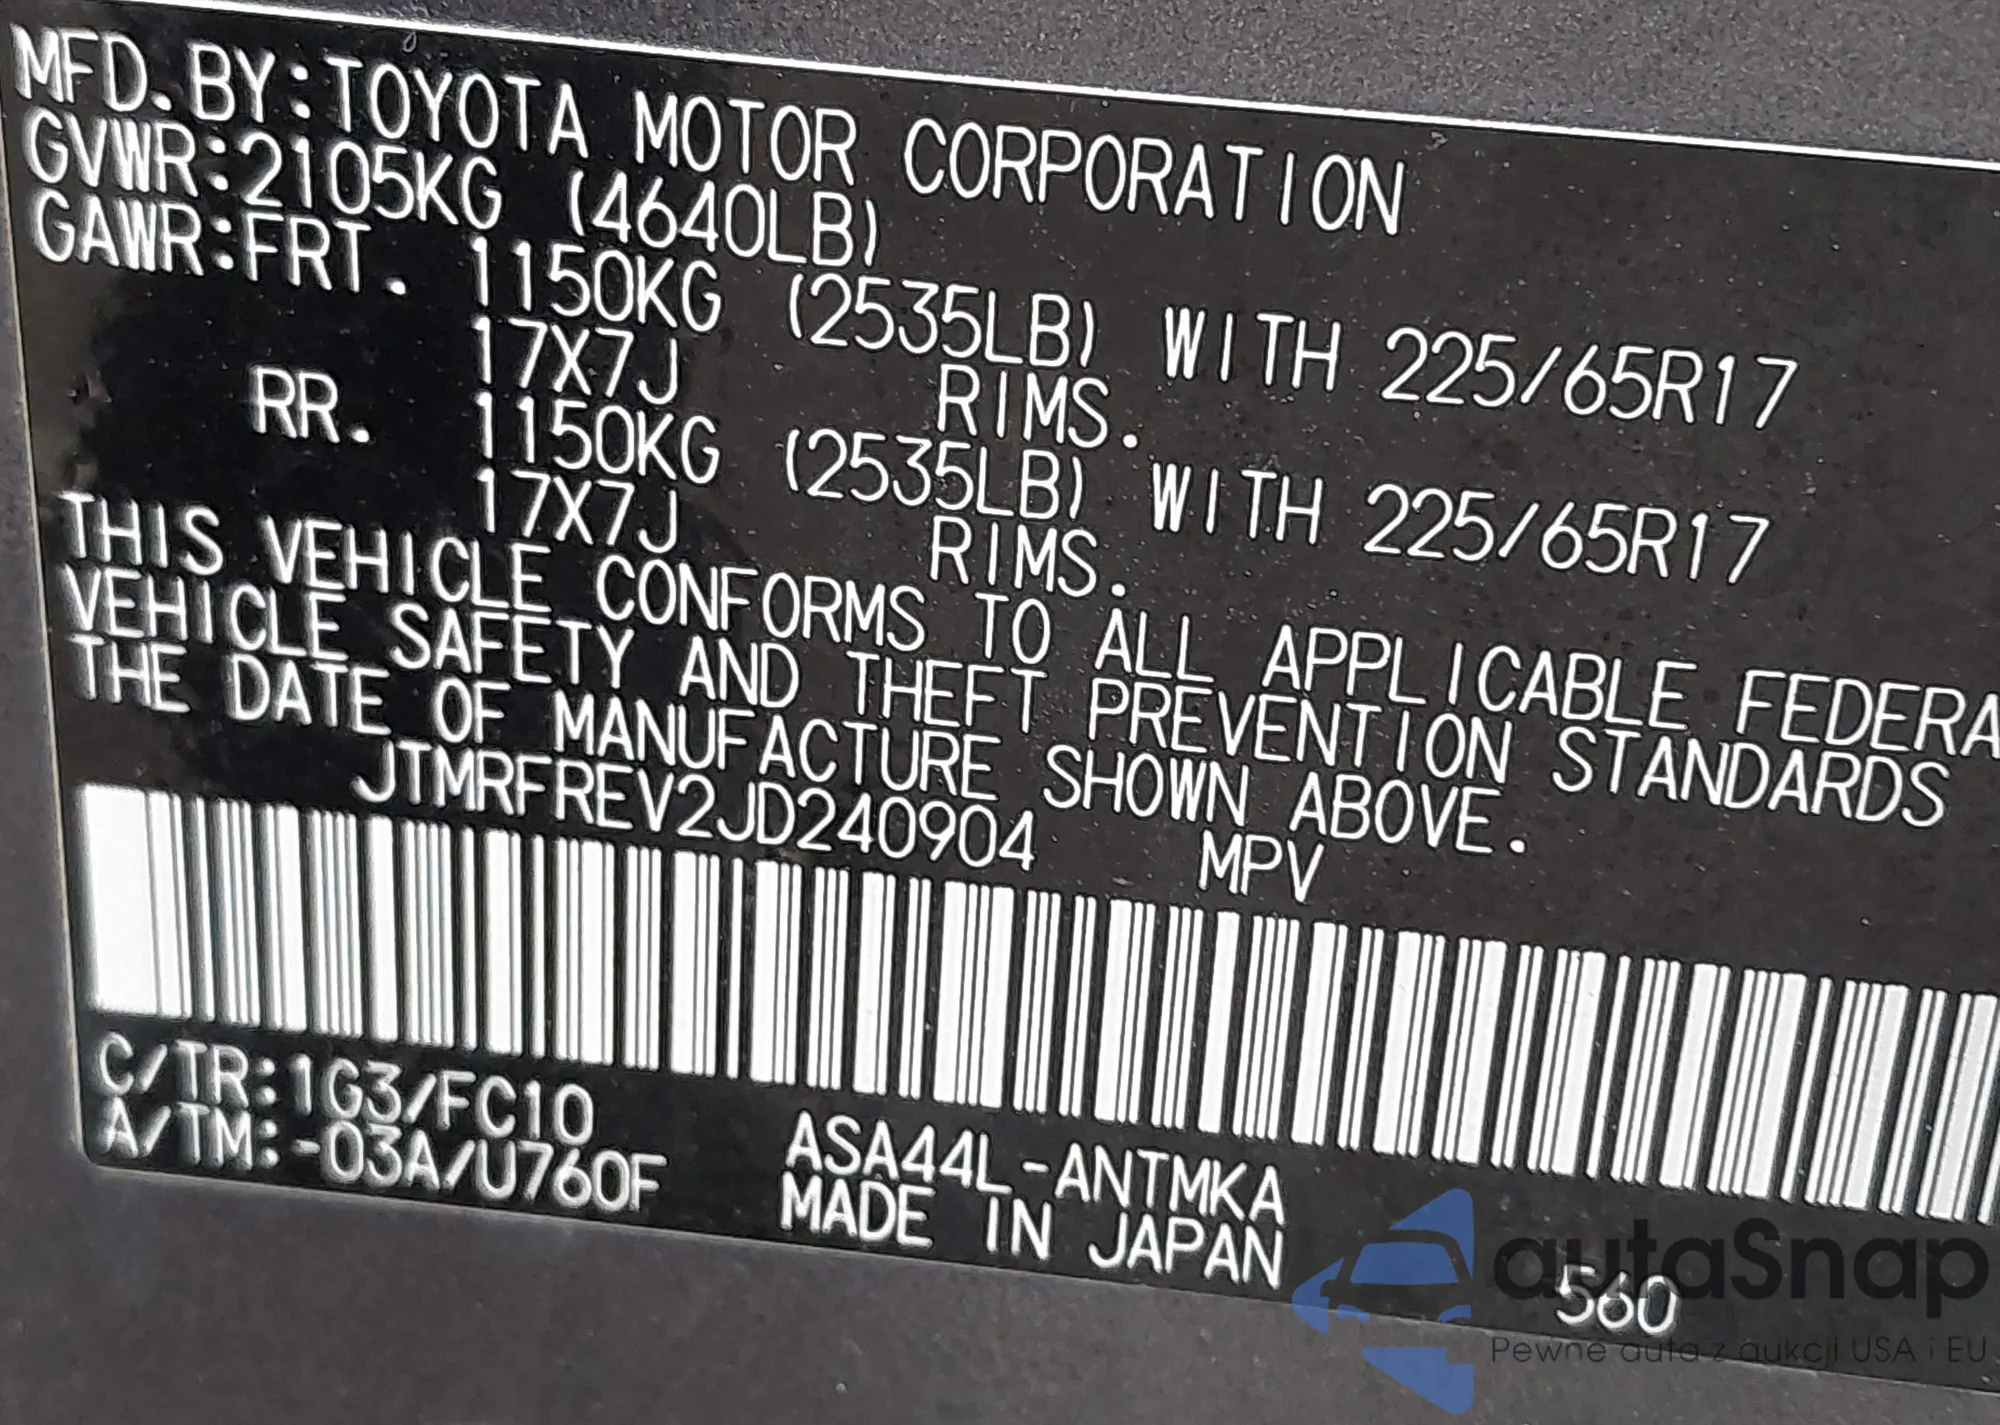 MFD.BY:TOYOTA MOTOR CORPORATION
GVWR:2105KG (4640LB)
GAWR:FRT. 1150KG (2535LB) WITH 225/65R17
17X7J RIMS.
RR. 1150KG (2535LB) WITH 225/65R17
17X7J RIMS.
THIS VEHICLE CONFORMS TO ALL APPLICABLE FEDERA
VEHICLE SAFETY AND THEFT PREVENTION STANDARDS
THE DATE OF MANUFACTURE SHOWN ABOVE.
JTMRFREV2JD240904 MPV
C/TR:1G3/FC10
A/TM:-03A/U760F
ASA44L-ANTMKA
MADE IN JAPAN
560
autaSnap
Pewne auta z aukcji USA i EU